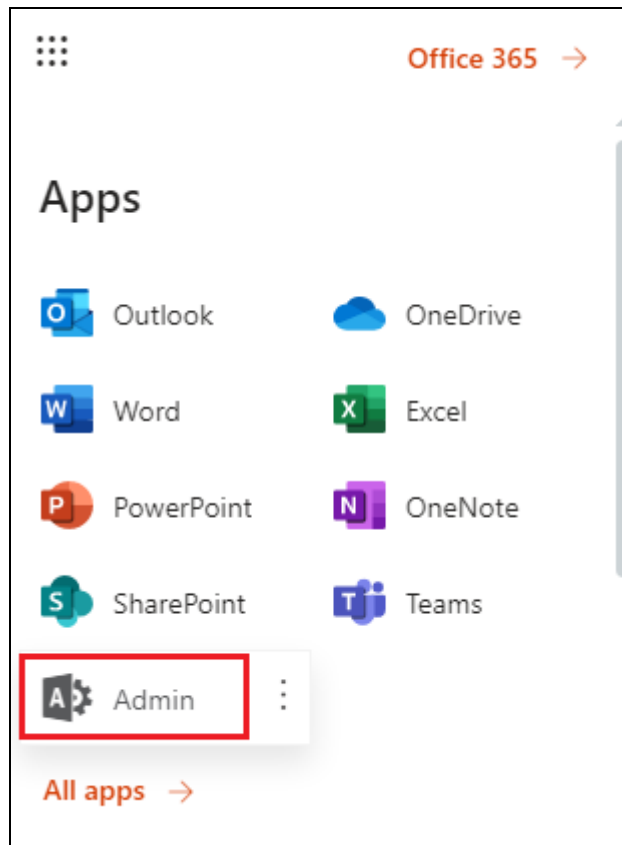 Office 365 →
Apps
Outlook
OneDrive
Word
Excel
PowerPoint
OneNote
SharePoint
Teams
Admin
All apps →